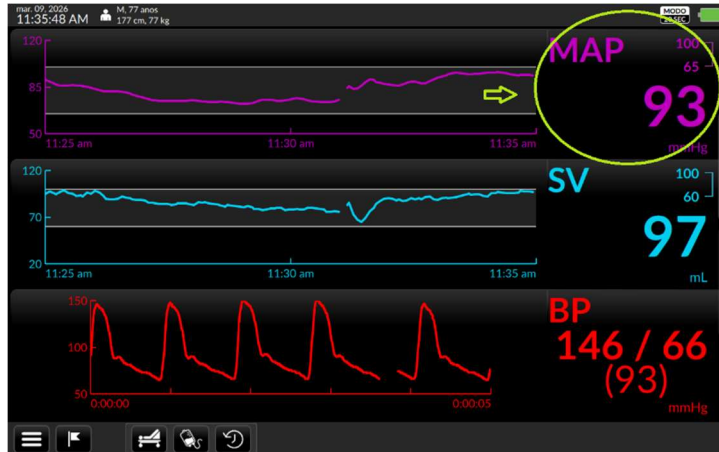 mar. 09, 2026
11:35:48 AM
M, 77 anos
177 cm, 77 kg
MODO
20 SEC
120
85
50
11:25 am
11:30 am
11:35 am
MAP
100
65
93
mmHg
120
70
20
11:25 am
11:30 am
11:35 am
SV
100
60
97
mL
150
100
50
0:00:00
0:00:05
BP
146 / 66
(93)
mmHg